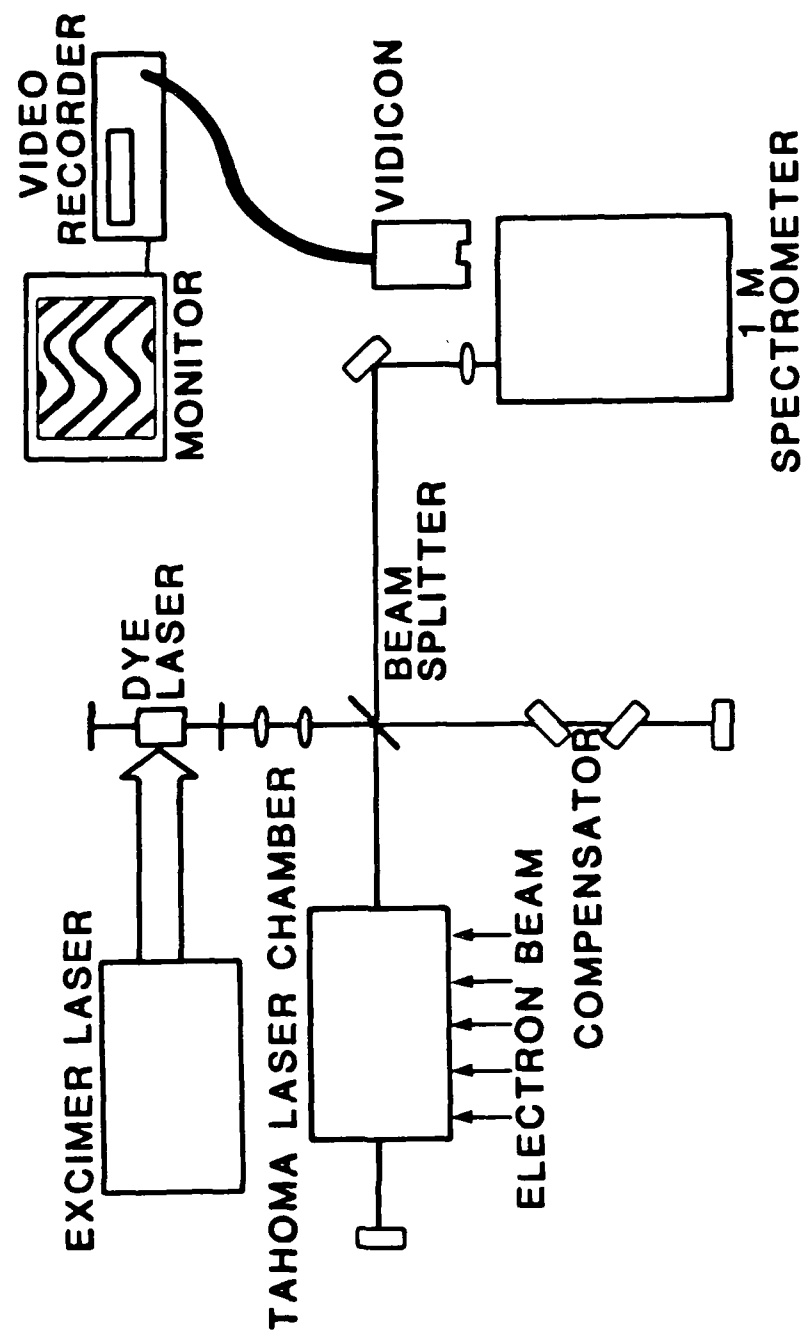 EXCIMER LASER
DYE
LASER
MONITOR
VIDEO
RECORDER
TAHOMA LASER CHAMBER
BEAM
SPLITTER
VIDICON
ELECTRON BEAM
COMPENSATOR
1 M
SPECTROMETER